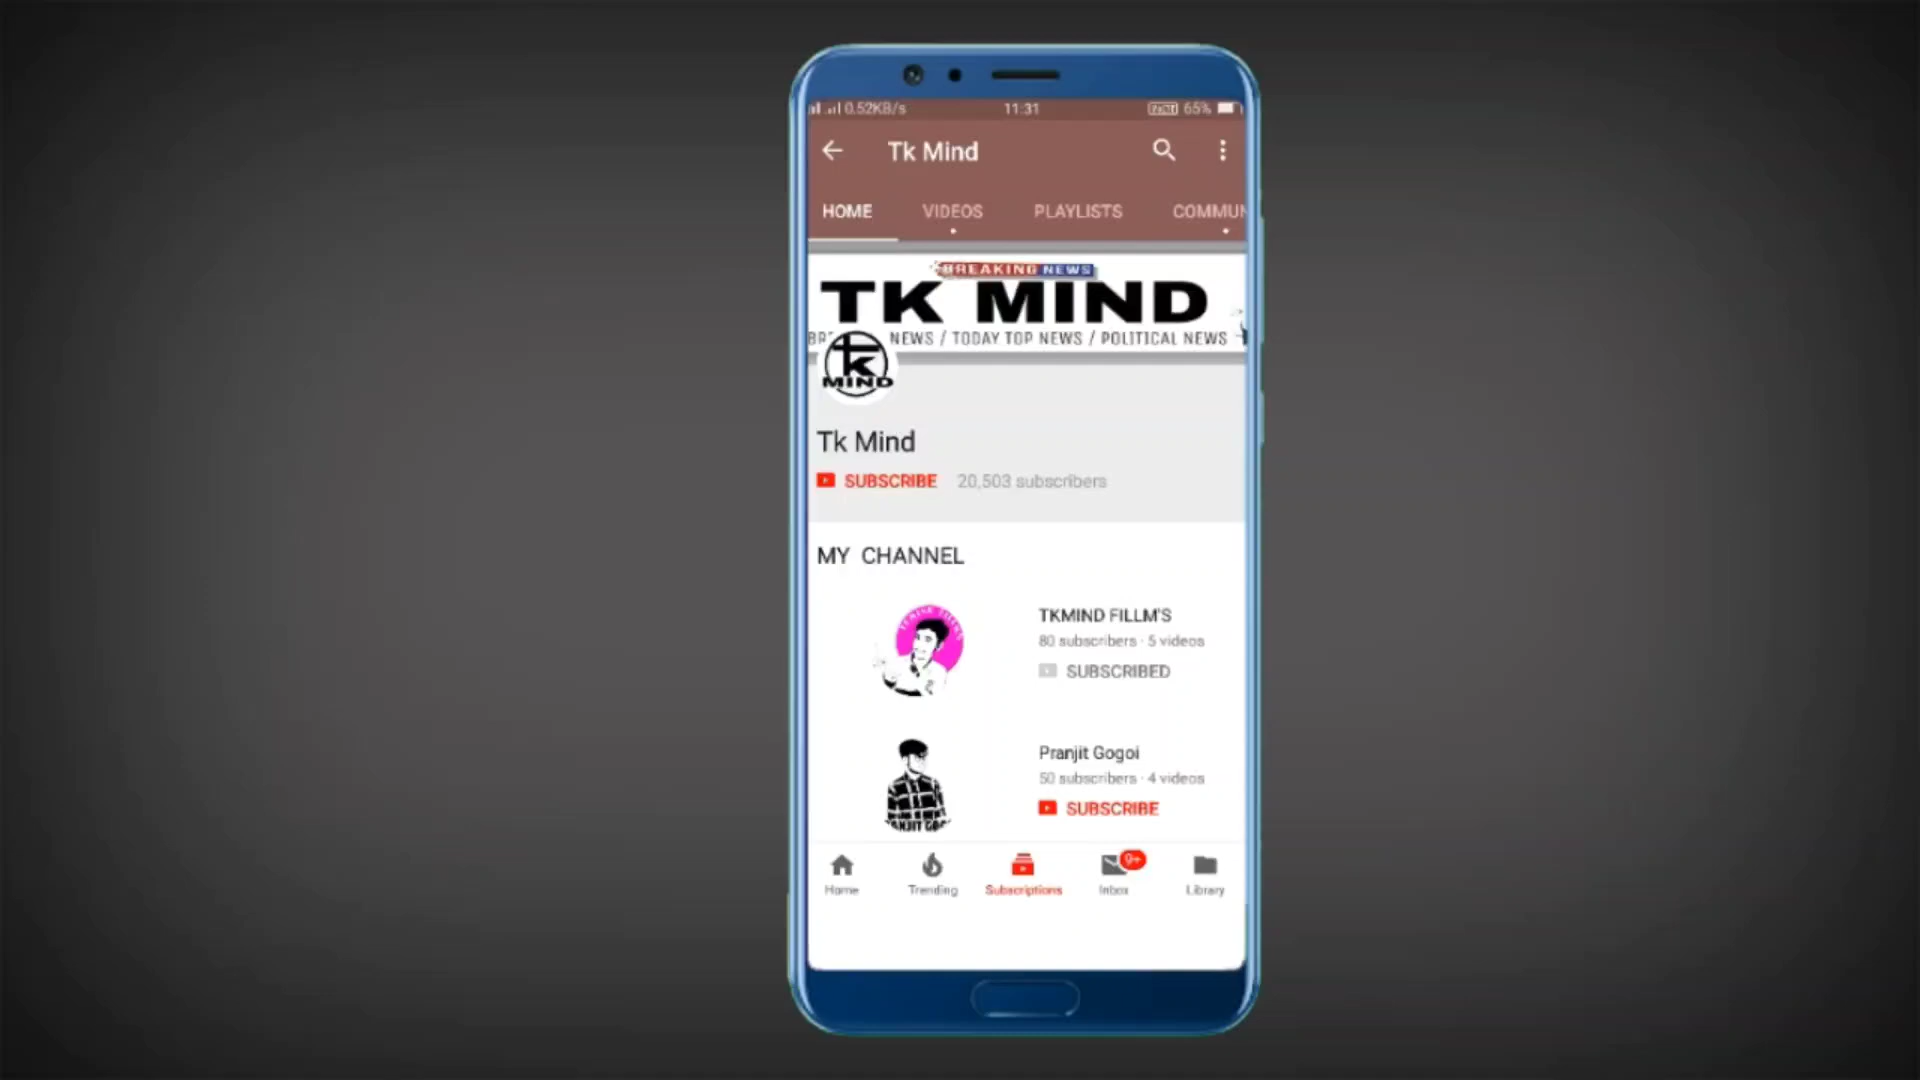 0.52KB/s 11:31 65%
Tk Mind
HOME VIDEOS PLAYLISTS COMMUN
BREAKING NEWS
TK MIND
NEWS / TODAY TOP NEWS / POLITICAL NEWS
tk
MIND
Tk Mind
SUBSCRIBE 20,503 subscribers
MY CHANNEL
TKMIND FILLM'S
80 subscribers · 5 videos
SUBSCRIBED
Pranjit Gogoi
50 subscribers · 4 videos
SUBSCRIBE
9+
Home Trending Subscriptions Inbox Library